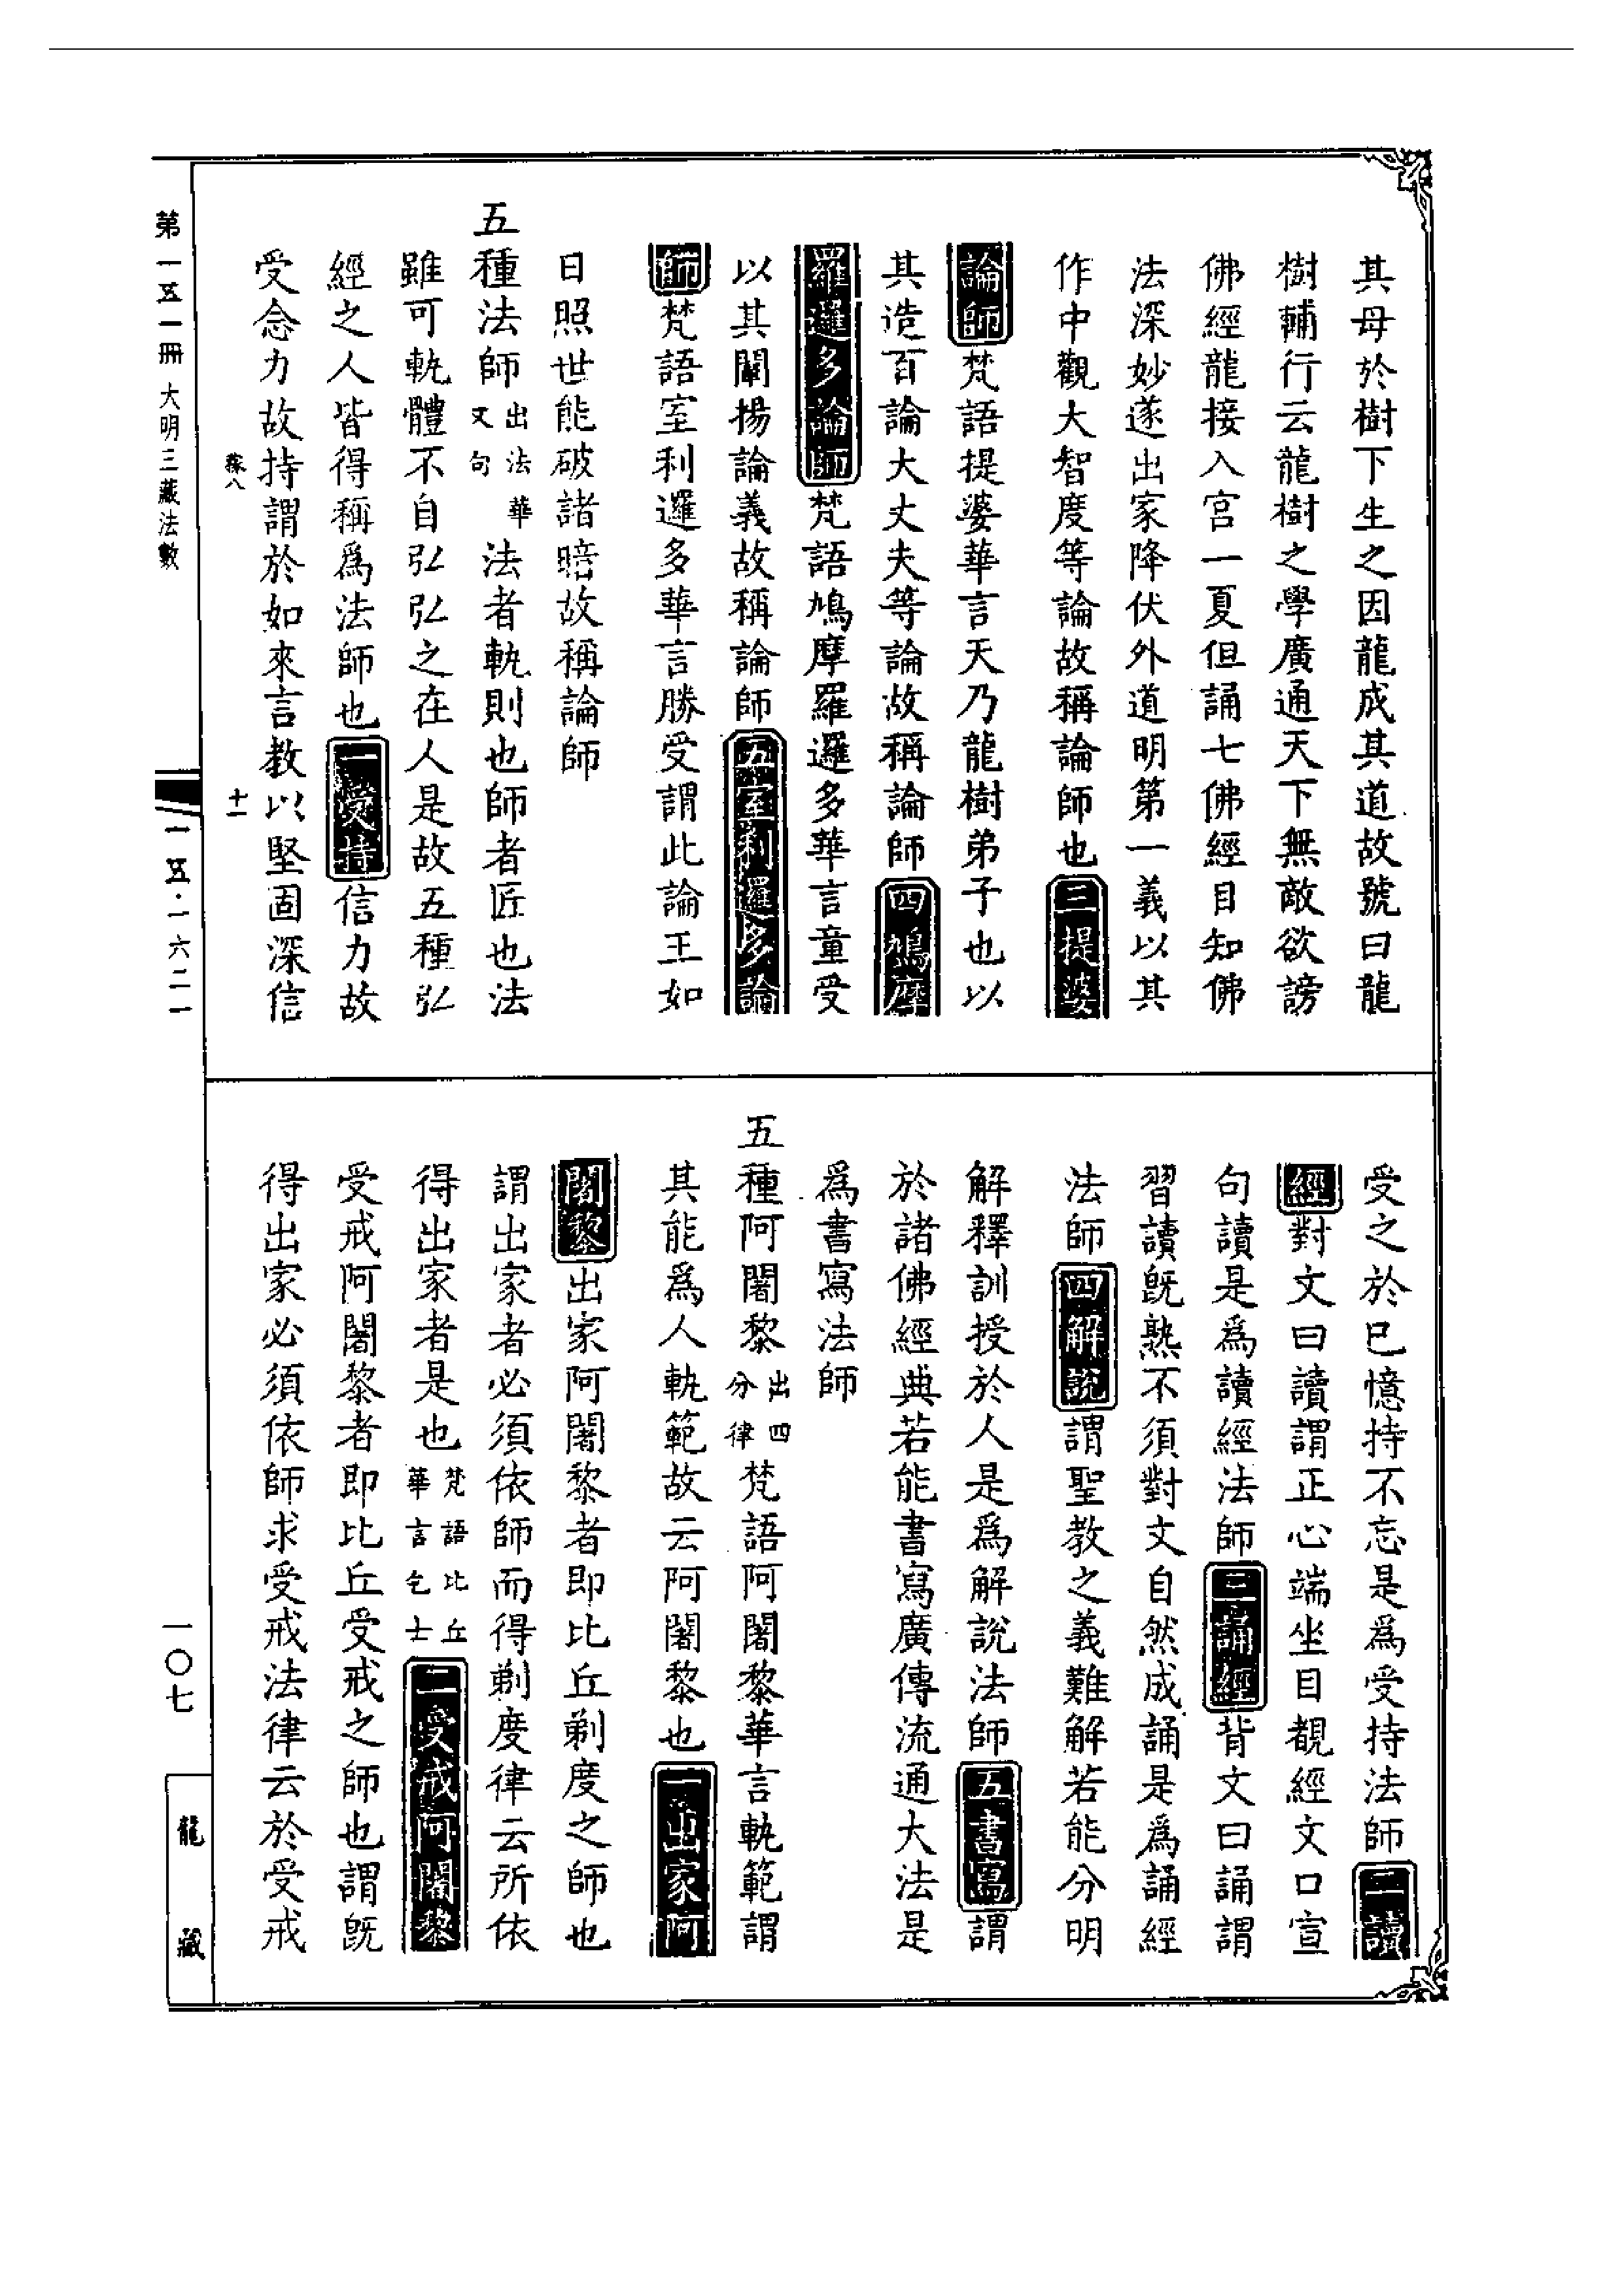 其母於樹下生之因龍成其道故號曰龍
樹輔行云龍樹之學廣通天下無敵欲謗
佛經龍接入宮一夏但誦七佛經目知佛
法深妙遂出家降伏外道明第一義以其
作中觀大智度等論故稱論師也三提婆
論師梵語提婆華言天乃龍樹弟子也以
其造百論大丈夫等論故稱論師四鳩摩
羅邏多論師梵語鳩摩羅邏多華言童受
以其闡揚論義故稱論師五室利邏多論
師梵語室利邏多華言勝受謂此論王如
日照世能破諸暗故稱論師
五種法師出法華文句法者軌則也師者匠也法
雖可軌體不自弘弘之在人是故五種弘
經之人皆得稱爲法師也一受持信力故
受念力故持謂於如來言教以堅固深信
受之於已憶持不忘是爲受持法師二讀
經對文曰讀謂正心端坐目覩經文口宣
句讀是爲讀經法師三誦經背文曰誦謂
習讀旣熟不須對文自然成誦是爲誦經
法師四解說謂聖教之義難解若能分明
解釋訓授於人是爲解說法師五書寫謂
於諸佛經典若能書寫廣傳流通大法是
爲書寫法師
五種阿闍黎出四分律梵語阿闍黎華言軌範謂
其能爲人軌範故云阿闍黎也一出家阿
闍黎出家阿闍黎者即比丘剃度之師也
謂出家者必須依師而得剃度律云所依
得出家者是也梵語比丘華言乞士二受戒阿闍黎
受戒阿闍黎者即比丘受戒之師也謂旣
得出家必須依師求受戒法律云於受戒
第一五一冊 大明三藏法數
稼八
十一
一五·一六二一
一〇七
龍藏